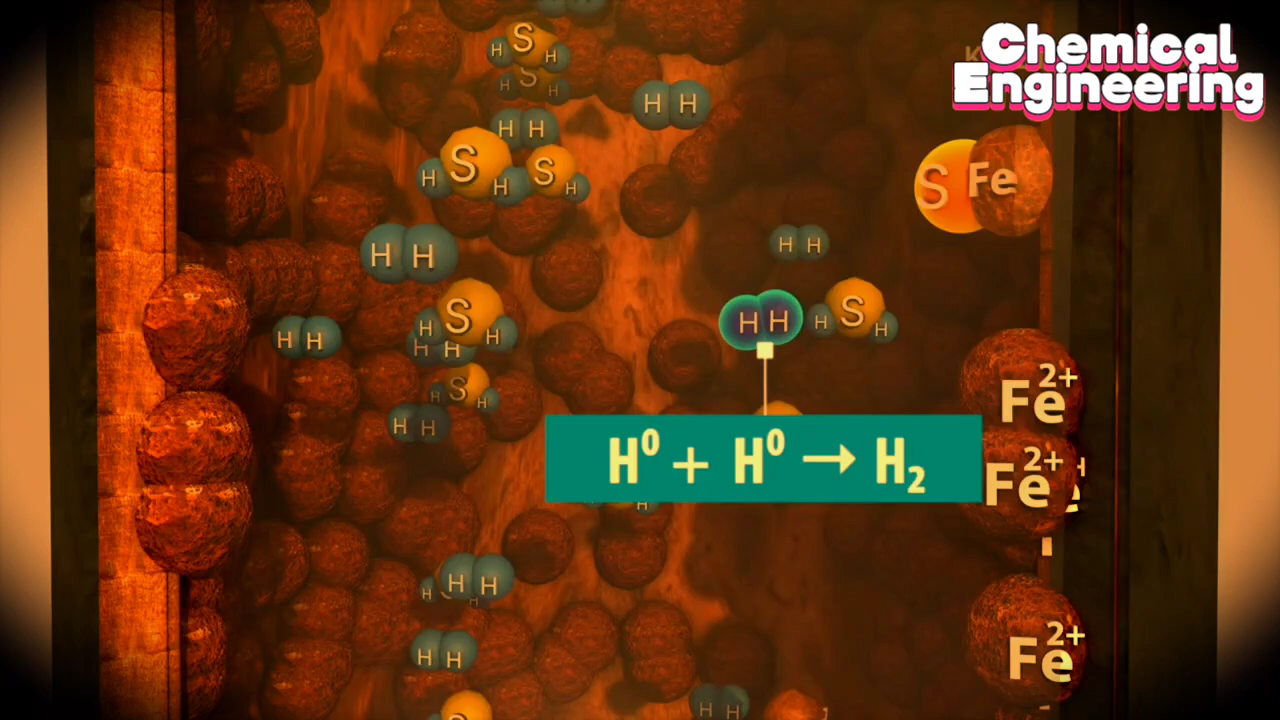 Chemical
Engineering
S
H H
S
H H
H H
H H
S S
H H H
S Fe
H H
H H
S
H H
H H
S
H H
H H
H H
S
H H
Fe2+
S
H H
H H
H⁰ + H⁰ → H₂
Fe2+
H
H H
H
H H
Fe2+
H H